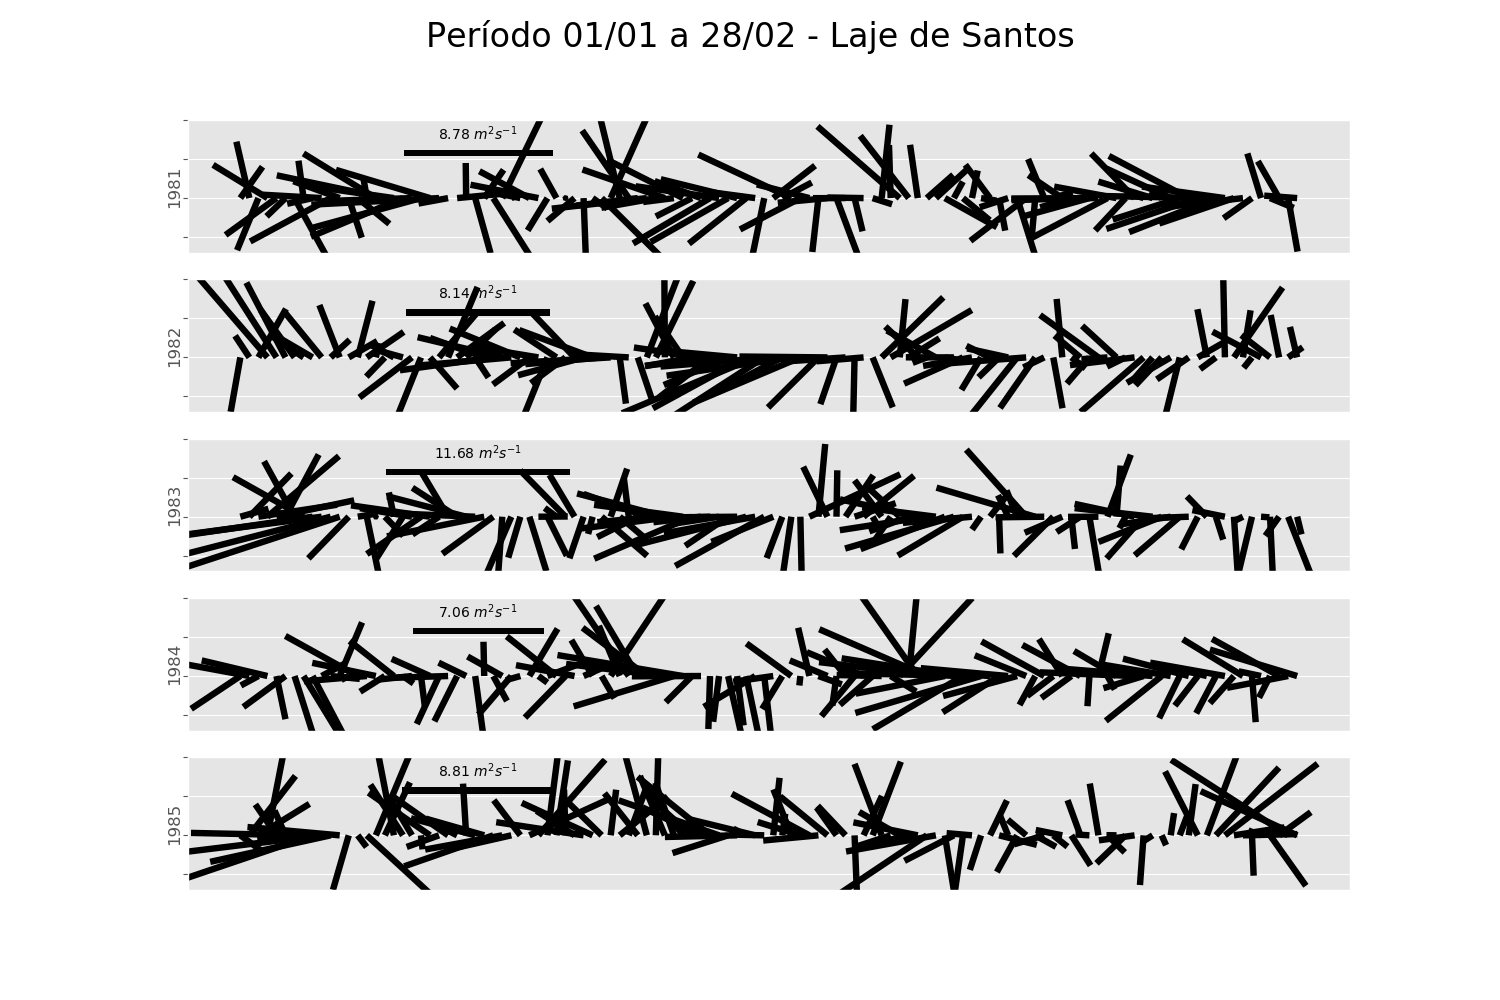 Período 01/01 a 28/02 - Laje de Santos
8.78 m²s⁻¹
1981
8.14 m²s⁻¹
1982
11.68 m²s⁻¹
1983
7.06 m²s⁻¹
1984
8.81 m²s⁻¹
1985